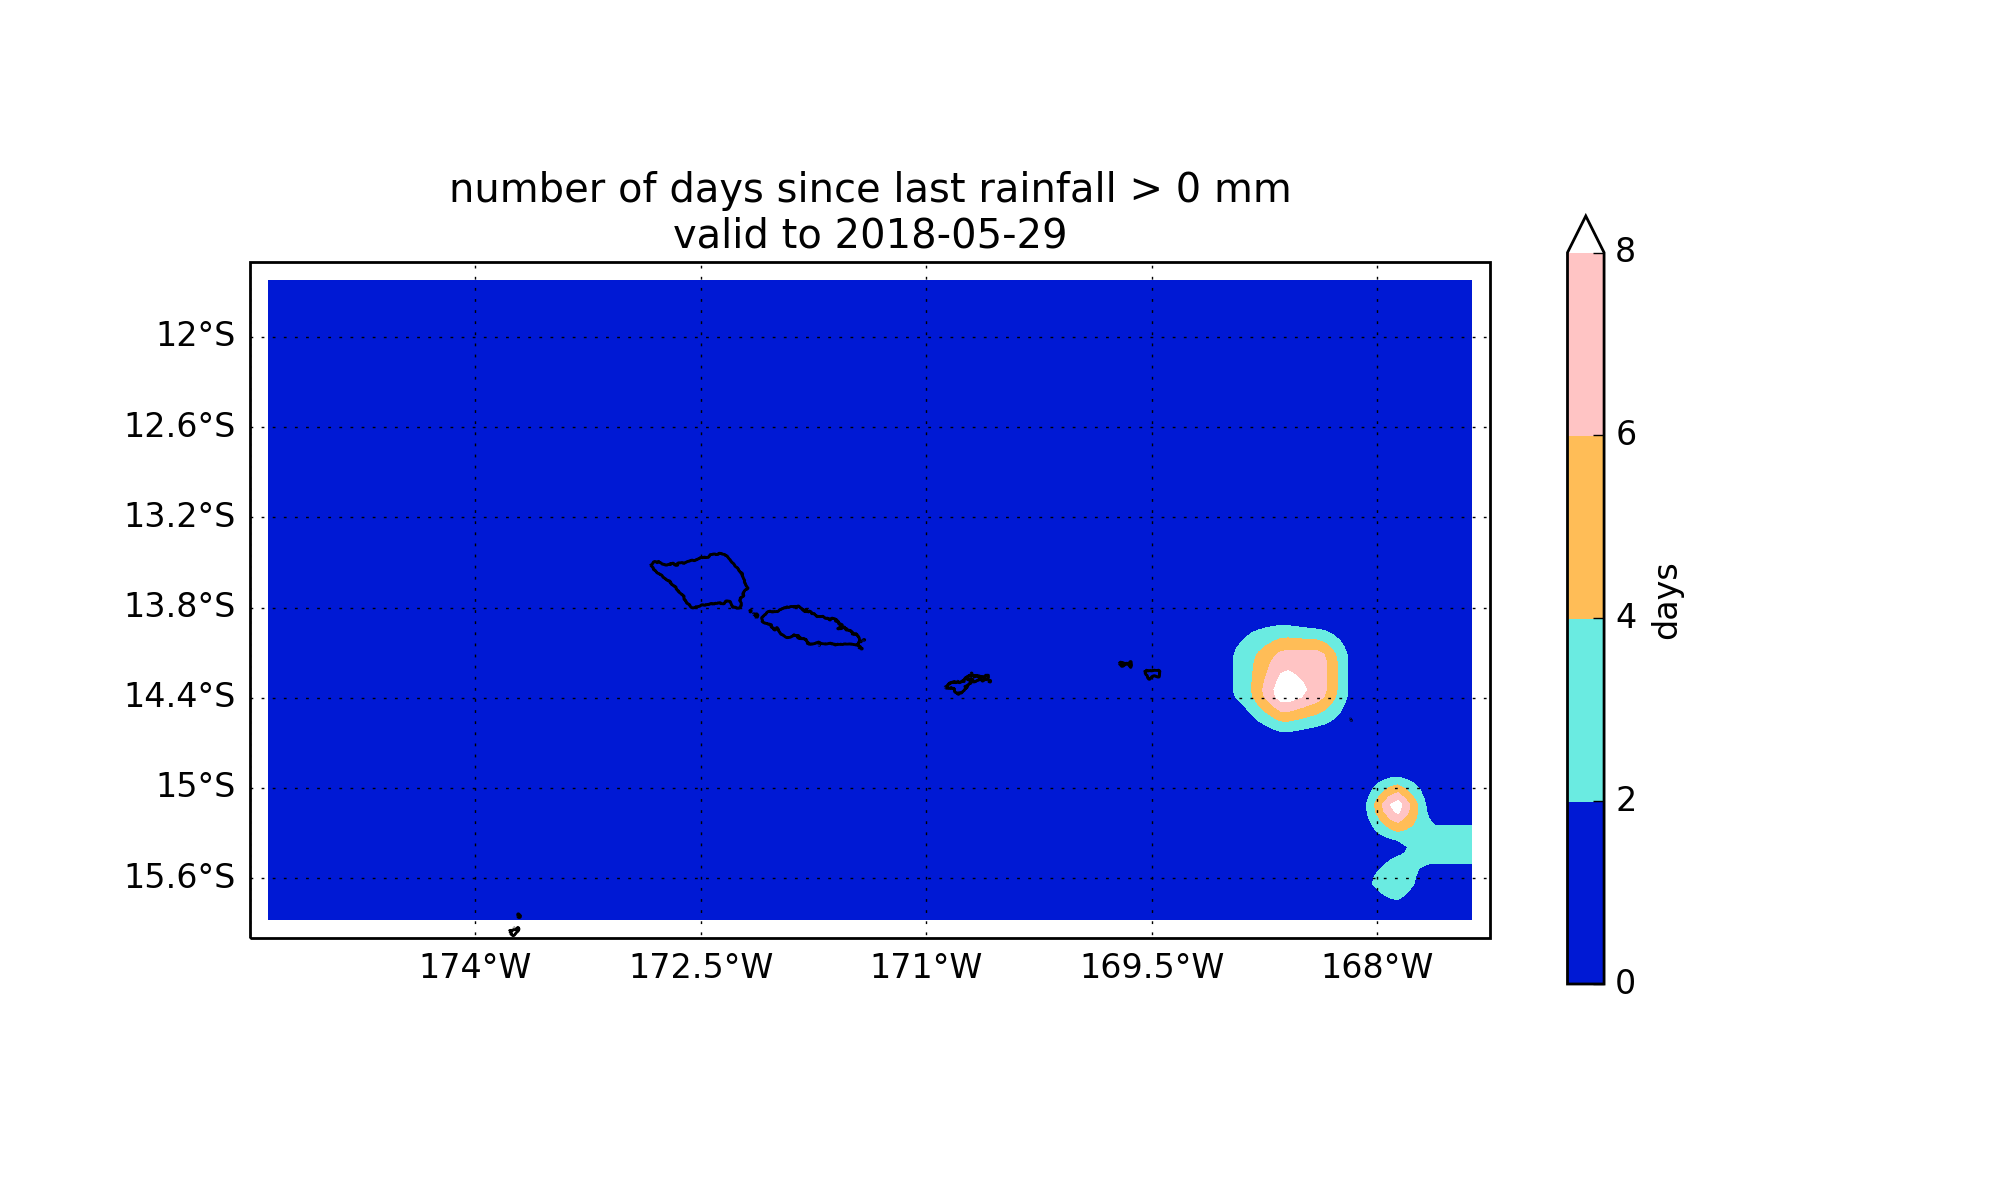 number of days since last rainfall > 0 mm
valid to 2018-05-29
12°S
12.6°S
13.2°S
13.8°S
14.4°S
15°S
15.6°S
174°W
172.5°W
171°W
169.5°W
168°W
8
6
4
2
0
days